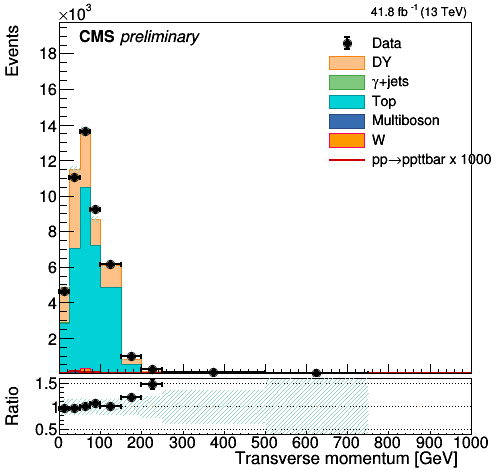 ×10³
41.8 fb⁻¹ (13 TeV)
CMS preliminary
Events
18
16
14
12
10
8
6
4
2
Data
DY
γ+jets
Top
Multiboson
W
pp→ppttbar x 1000
Ratio
1.5
1
0.5
0 100 200 300 400 500 600 700 800 900 1000
Transverse momentum [GeV]